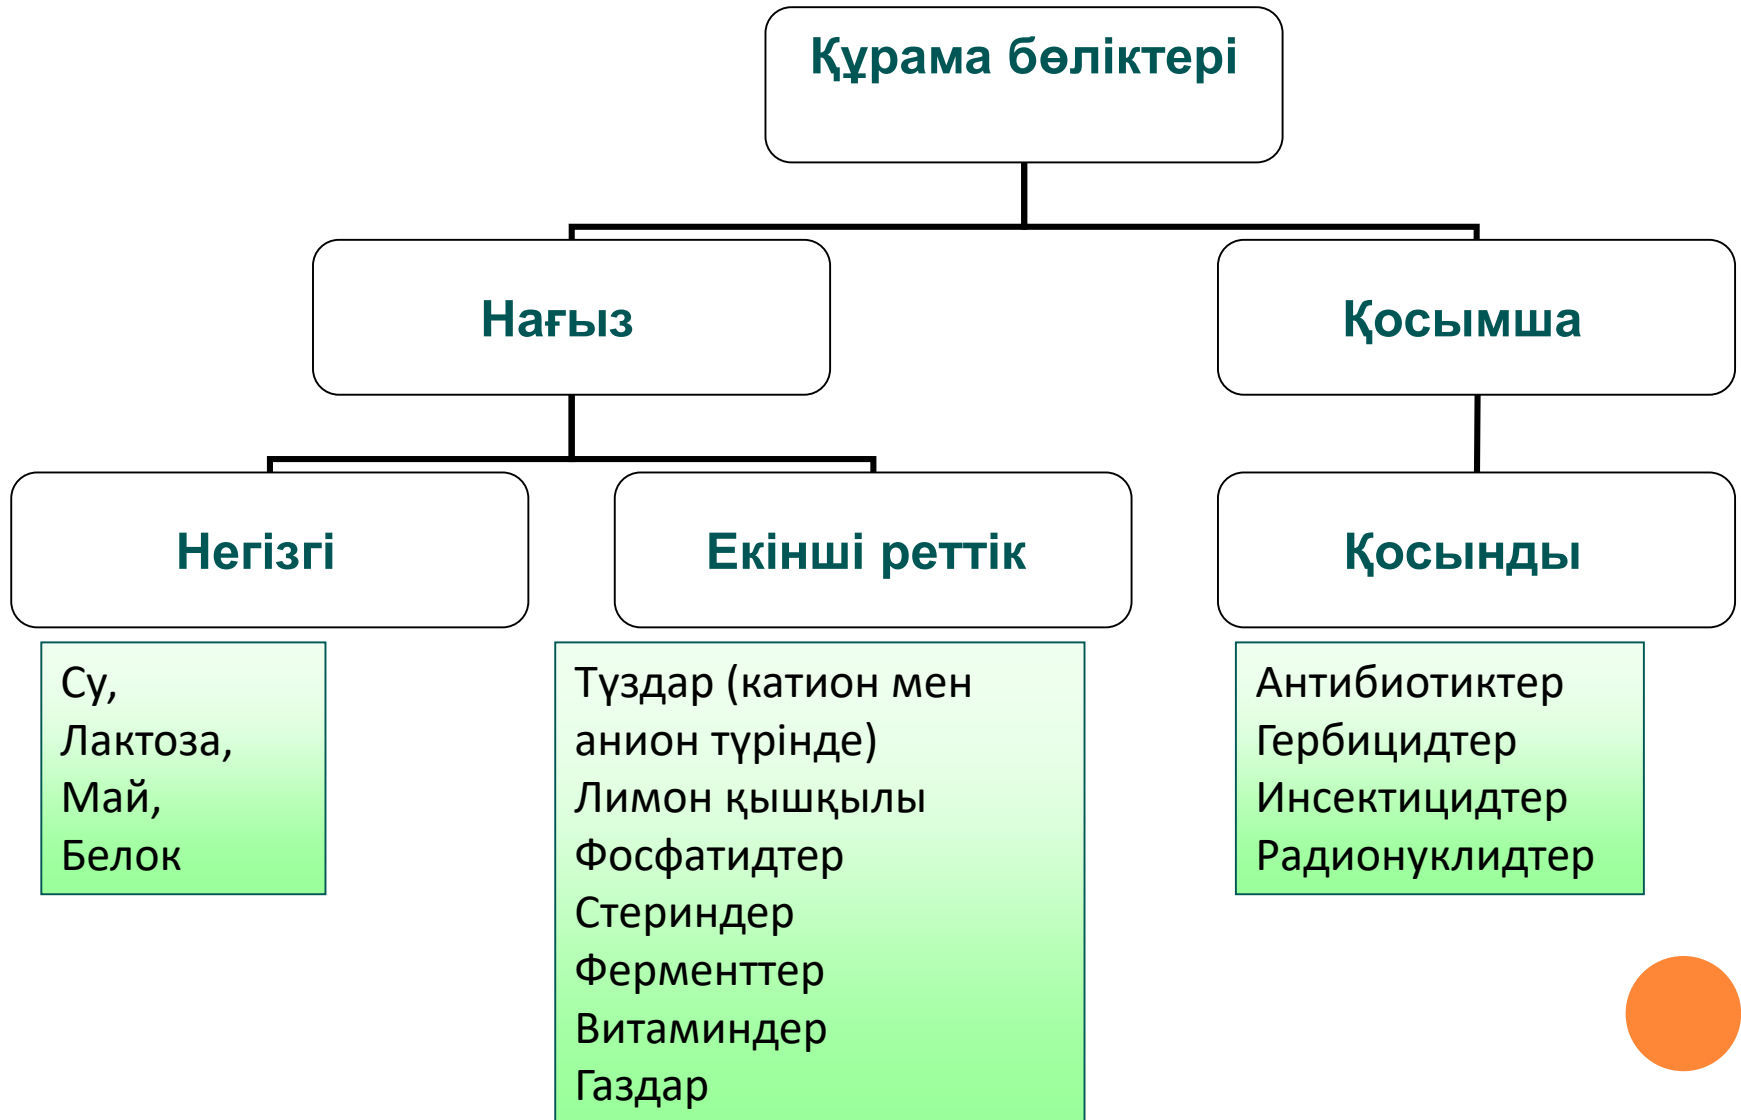 Құрама бөліктері
Нағыз
Қосымша
Негізгі
Екінші реттік
Қосынды
Су,
Лактоза,
Май,
Белок
Түздар (катион мен
анион түрінде)
Лимон қышқылы
Фосфатидтер
Стериндер
Ферменттер
Витаминдер
Газдар
Антибиотиктер
Гербицидтер
Инсектицидтер
Радионуклидтер